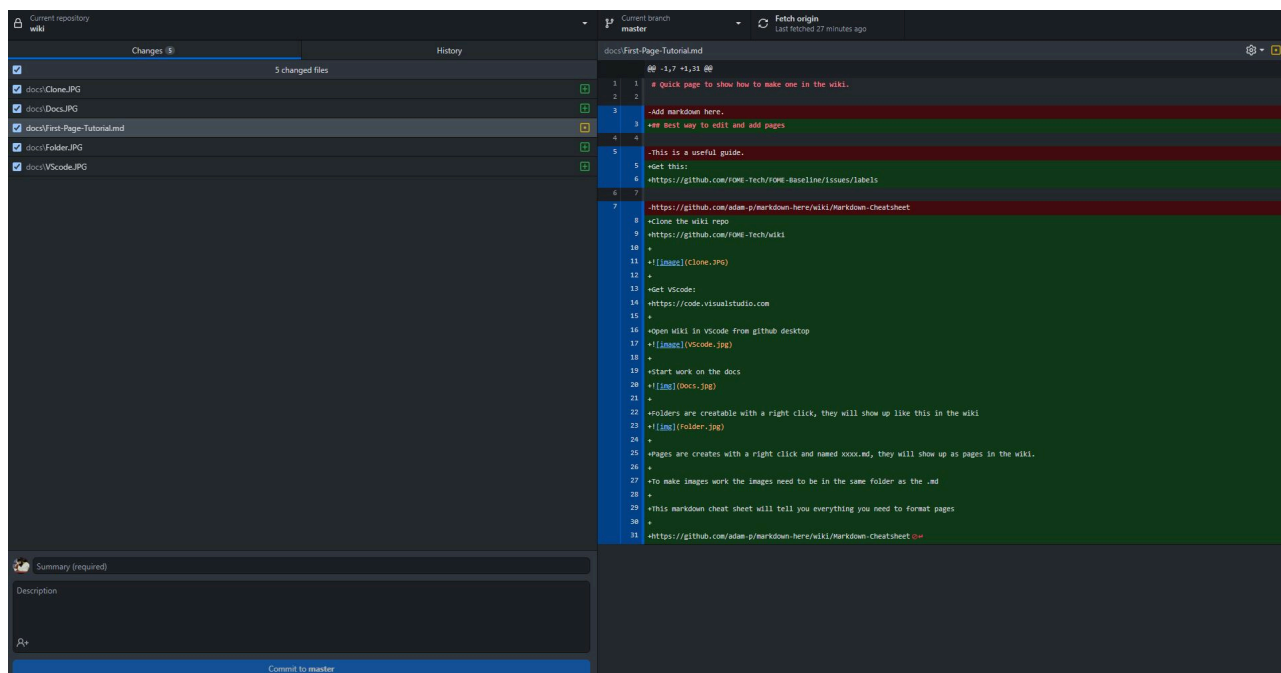 Current repository
wiki
Current branch
master
Fetch origin
Last fetched 27 minutes ago
Changes 5
History
5 changed files
docs\Clone.JPG
docs\Docs.JPG
docs\First-Page-Tutorial.md
docs\Folder.JPG
docs\VScode.JPG
Summary (required)
Description
Commit to master
docs\First-Page-Tutorial.md
@@ -1,7 +1,31 @@
1 1 # Quick page to show how to make one in the wiki.
2 2
3 -Add markdown here.
3 +## Best way to edit and add pages
4 4
5 -This is a useful guide.
5 +Get this:
6 +https://github.com/FOME-Tech/FOME-Baseline/issues/labels
6 7
7 -https://github.com/adam-p/markdown-here/wiki/Markdown-Cheatsheet
8 +Clone the wiki repo
9 +https://github.com/FOME-Tech/wiki
10 +
11 +![image](Clone.JPG)
12 +
13 +Get VScode:
14 +https://code.visualstudio.com
15 +
16 +Open Wiki in VScode from github desktop
17 +![image](VScode.jpg)
18 +
19 +Start work on the docs
20 +![img](Docs.jpg)
21 +
22 +Folders are creatable with a right click, they will show up like this in the wiki
23 +![img](Folder.jpg)
24 +
25 +Pages are creates with a right click and named xxxx.md, they will show up as pages in the wiki.
26 +
27 +To make images work the images need to be in the same folder as the .md
28 +
29 +This markdown cheat sheet will tell you everything you need to format pages
30 +
31 +https://github.com/adam-p/markdown-here/wiki/Markdown-Cheatsheet